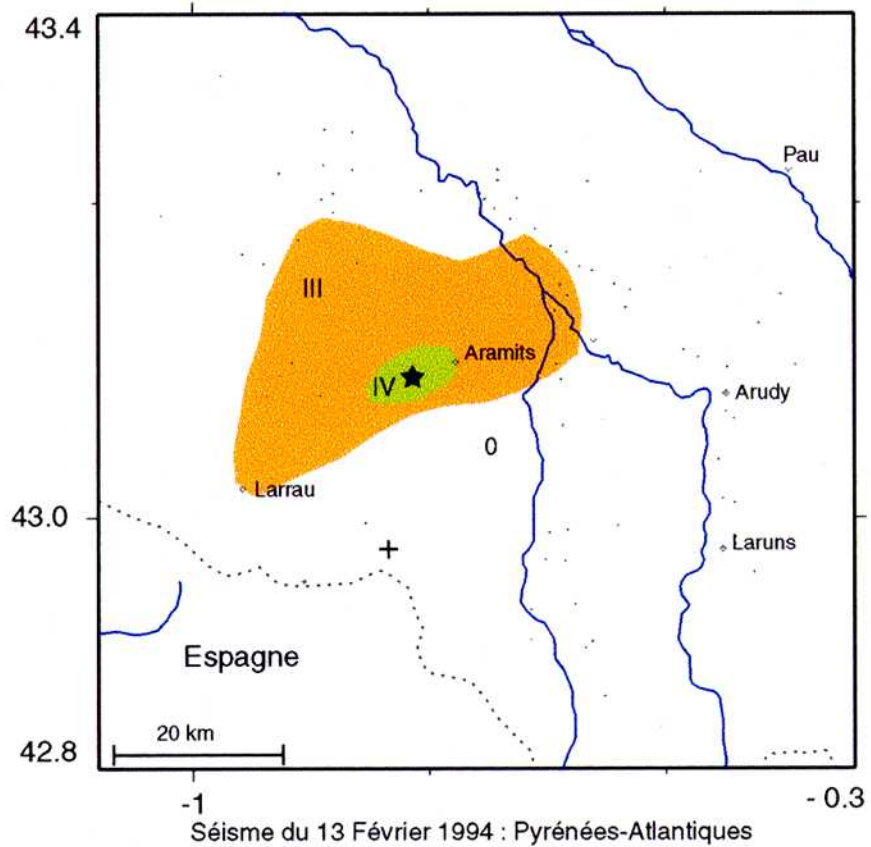 43.4
Pau
III
Aramits
IV
Arudy
0
Larrau
43.0
Laruns
Espagne
20 km
42.8
-1
- 0.3
Séisme du 13 Février 1994 : Pyrénées-Atlantiques